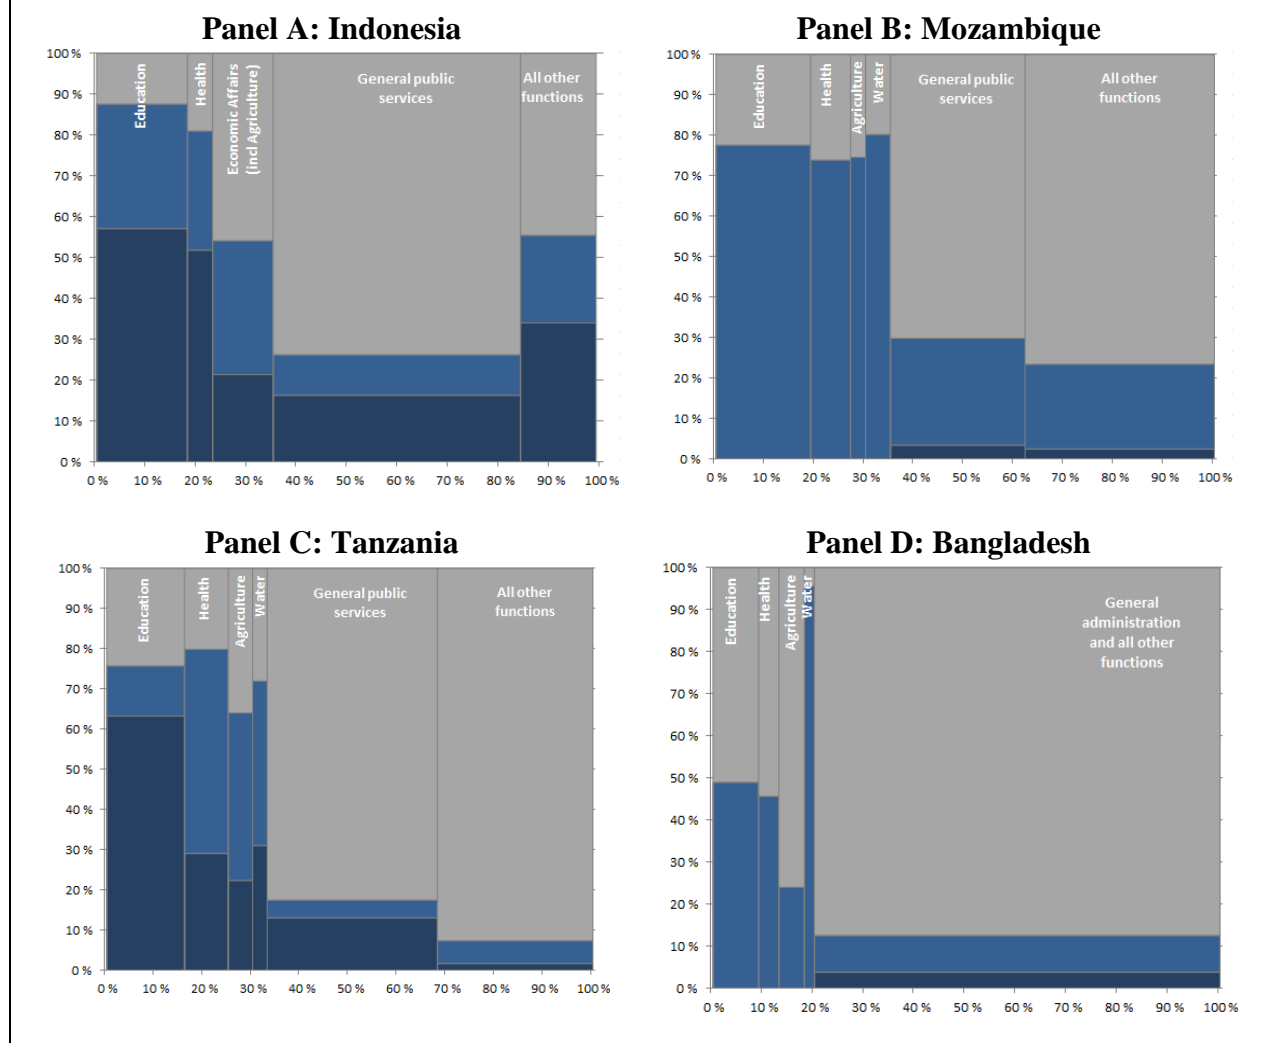 Panel A: Indonesia
100 %
90 %
80 %
70 %
60 %
50 %
40 %
30 %
20 %
10 %
0 %
Education
Health
Economic Affairs
(incl Agriculture)
General public
services
All other
functions
0 % 10 % 20 % 30 % 40 % 50 % 60 % 70 % 80 % 90 % 100 %
Panel B: Mozambique
100 %
90 %
80 %
70 %
60 %
50 %
40 %
30 %
20 %
10 %
0 %
Education
Health
Agriculture
Water
General public
services
All other
functions
0 % 10 % 20 % 30 % 40 % 50 % 60 % 70 % 80 % 90 % 100 %
Panel C: Tanzania
100 %
90 %
80 %
70 %
60 %
50 %
40 %
30 %
20 %
10 %
0 %
Education
Health
Agriculture
Water
General public
services
All other
functions
0 % 10 % 20 % 30 % 40 % 50 % 60 % 70 % 80 % 90 % 100 %
Panel D: Bangladesh
100 %
90 %
80 %
70 %
60 %
50 %
40 %
30 %
20 %
10 %
0 %
Education
Health
Agriculture
Water
General
administration
and all other
functions
0 % 10 % 20 % 30 % 40 % 50 % 60 % 70 % 80 % 90 % 100 %